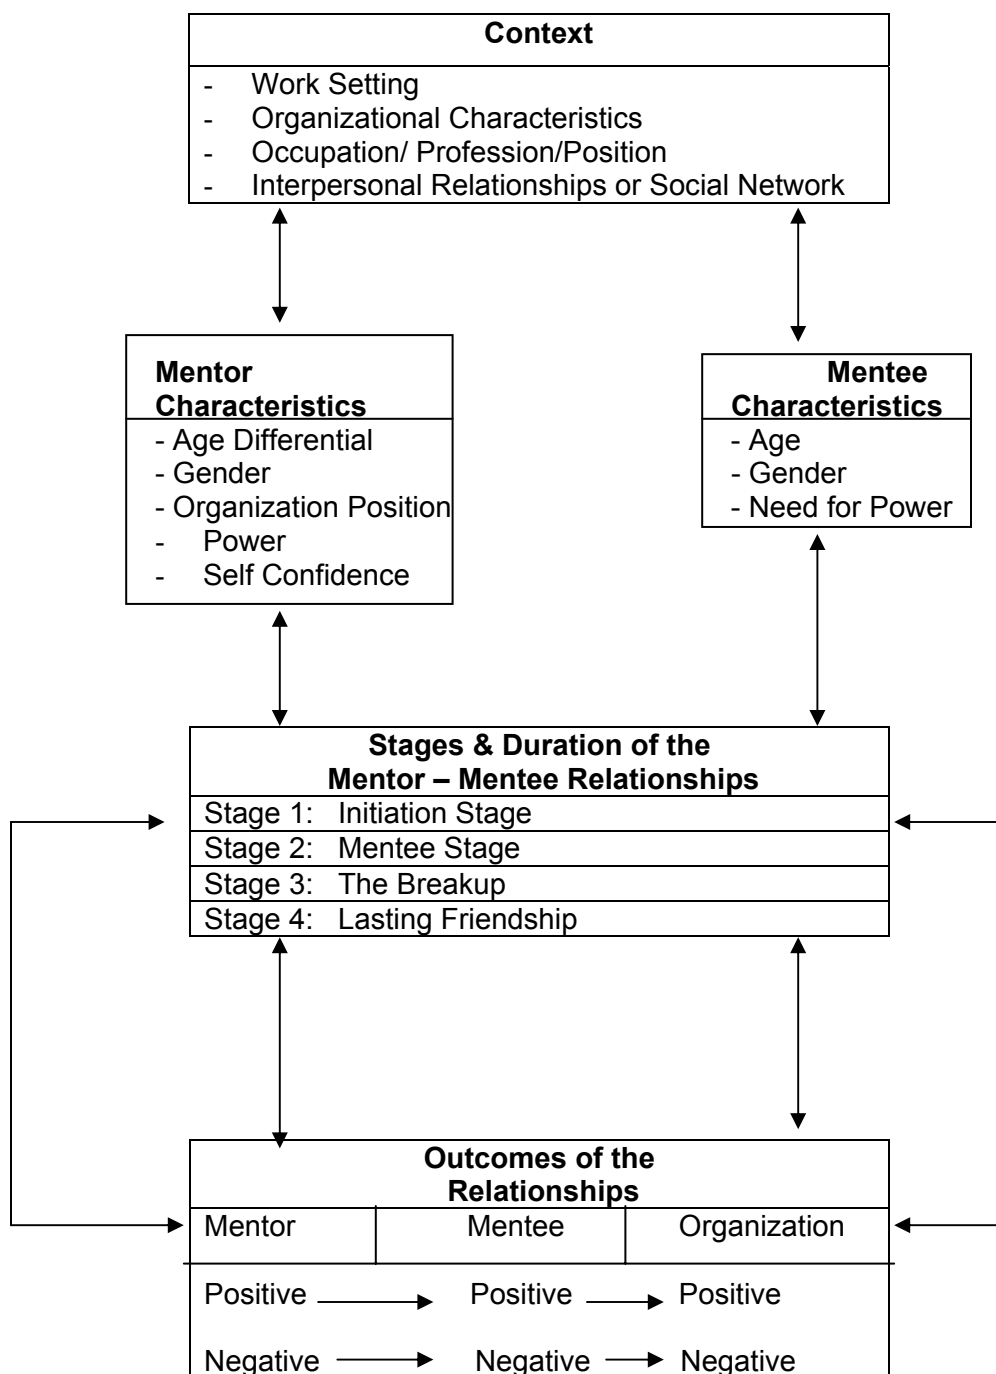 Context
- Work Setting
- Organizational Characteristics
- Occupation/ Profession/Position
- Interpersonal Relationships or Social Network
Mentor
Characteristics
- Age Differential
- Gender
- Organization Position
- Power
- Self Confidence
Mentee
Characteristics
- Age
- Gender
- Need for Power
Stages & Duration of the
Mentor – Mentee Relationships
Stage 1: Initiation Stage
Stage 2: Mentee Stage
Stage 3: The Breakup
Stage 4: Lasting Friendship
Outcomes of the
Relationships
Mentor Mentee Organization
Positive Positive Positive
Negative Negative Negative